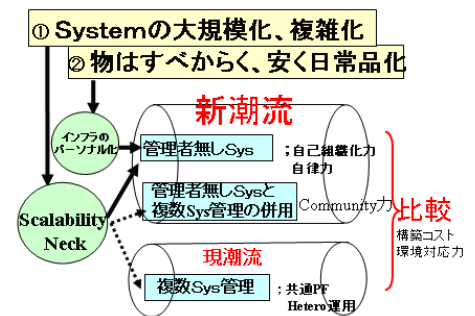 ① Systemの大規模化、複雑化
② 物はすべからく、安く日常品化
新潮流
インフラの
パーソナル化
管理者無しSys
;自己組織化力
自律力
管理者無しSysと
複数Sys管理の併用
Community力
Scalability
Neck
比較
構築コスト
環境対応力
現潮流
複数Sys管理
;共通PF
Hetero運用